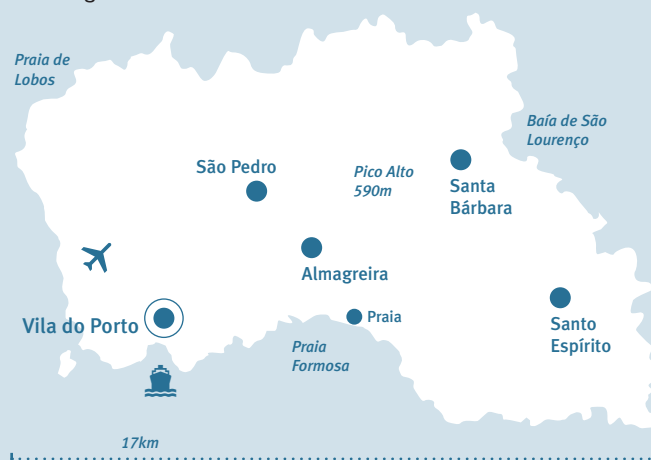 Praia de
Lobos
Baía de São
Lourenço
São Pedro
Pico Alto
590m
Santa
Bárbara
Almagreira
Vila do Porto
Praia
Praia
Formosa
Santo
Espírito
17km